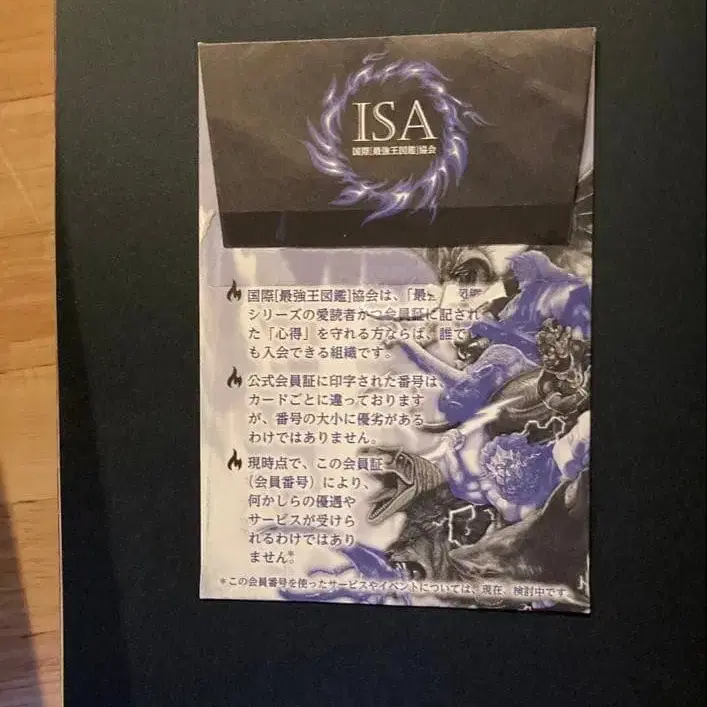 ISA
国際[最強王図鑑]協会
国際[最強王図鑑]協会は、「最 図鑑
シリーズの愛読者かつ会員証に記され
た「心得」を守れる方ならば、誰で
も入会できる組織です。
公式会員証に印字された番号は、
カードごとに違っております
が、番号の大小に優劣がある
わけではありません。
現時点で、この会員証
(会員番号)により、
何かしらの優遇や
サービスが受けら
れるわけではあり
ません*。
*この会員番号を使ったサービスやイベントについては、現在、検討中です。